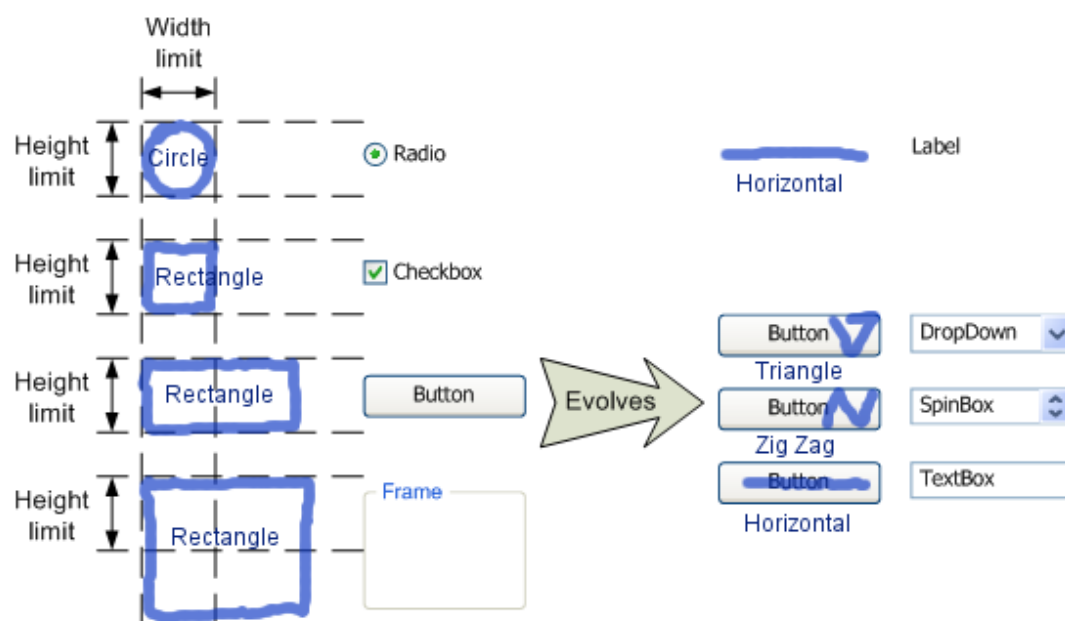 Width
limit
Height
limit
Circle
Radio
Horizontal
Label
Height
limit
Rectangle
Checkbox
Height
limit
Rectangle
Button
Evolves
Button
Triangle
DropDown
Button
Zig Zag
SpinBox
Button
Horizontal
TextBox
Height
limit
Rectangle
Frame